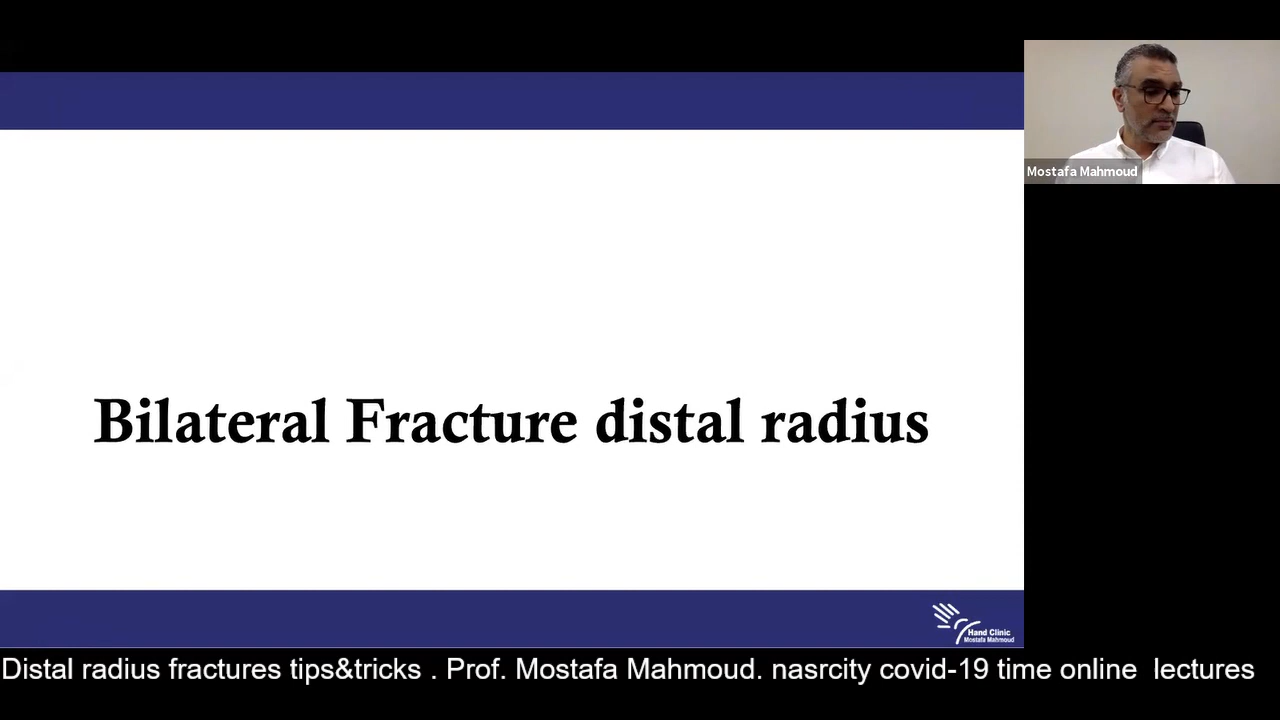 Mostafa Mahmoud
Bilateral Fracture distal radius
Hand Clinic
Mostafa Mahmoud
Distal radius fractures tips&tricks . Prof. Mostafa Mahmoud. nasrcity covid-19 time online  lectures